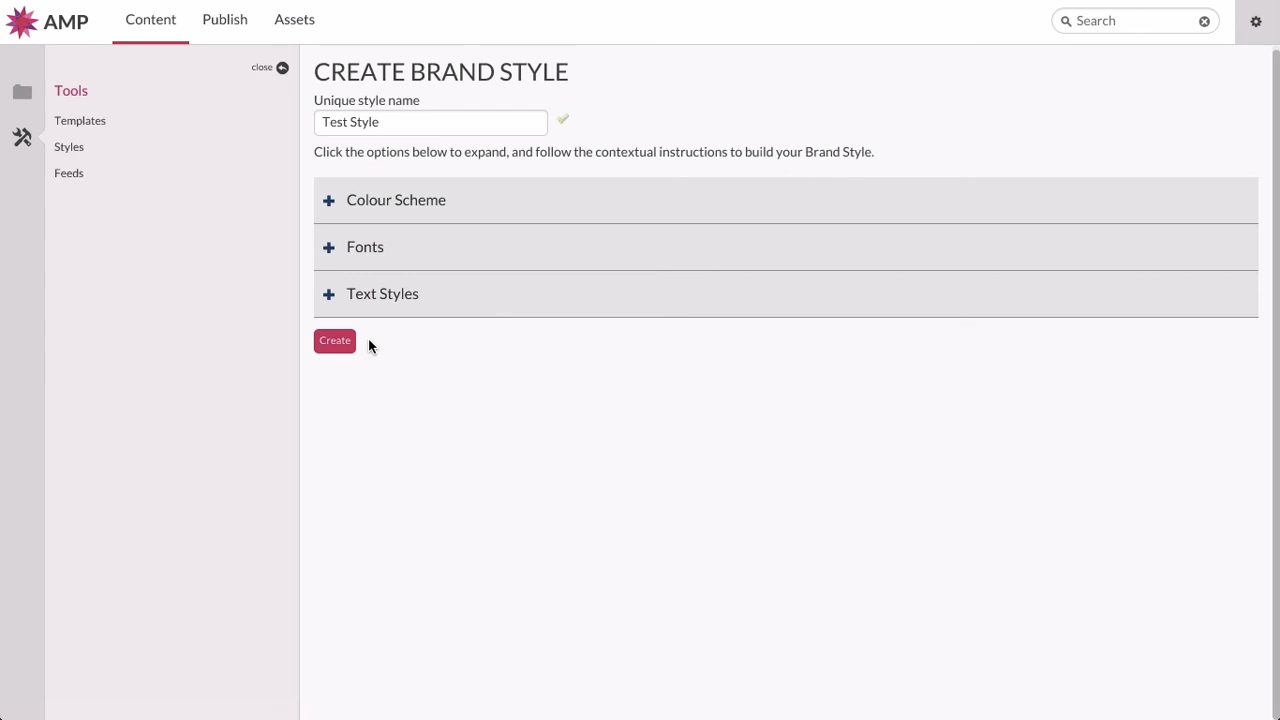 AMP
Content
Publish
Assets
Search
close
Tools
Templates
Styles
Feeds
CREATE BRAND STYLE
Unique style name
Test Style
Click the options below to expand, and follow the contextual instructions to build your Brand Style.
Colour Scheme
Fonts
Text Styles
Create